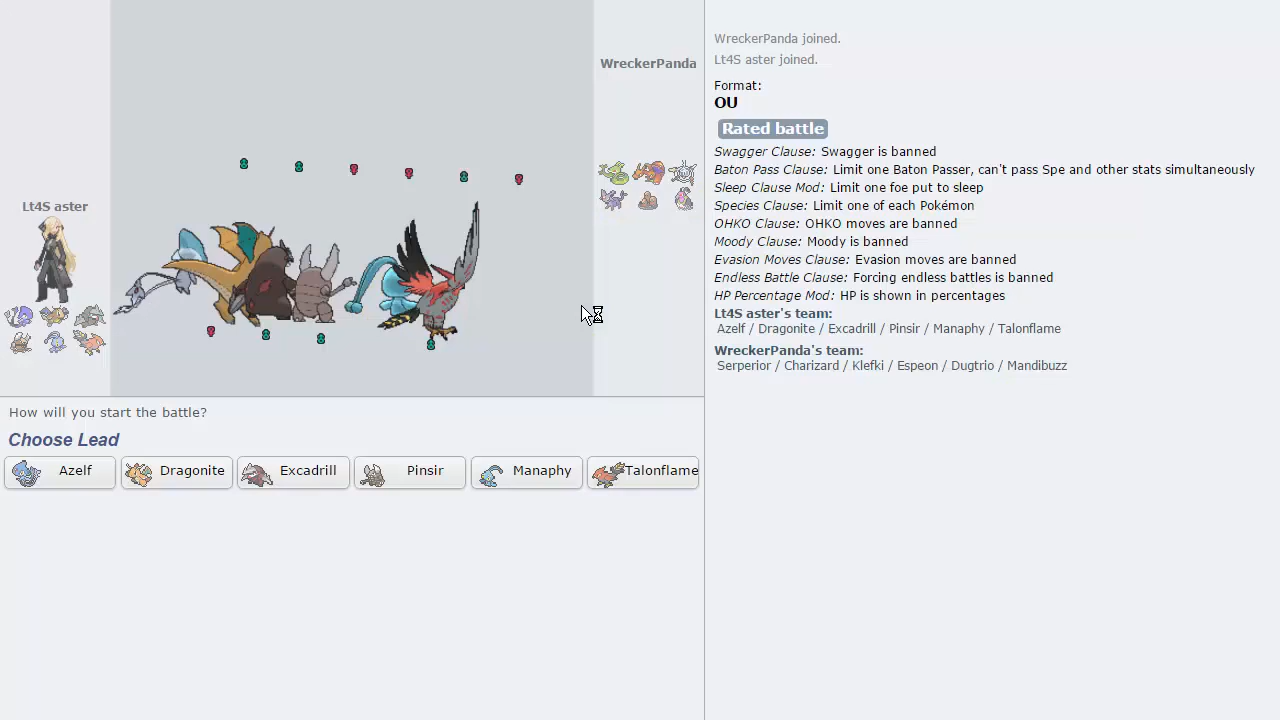 WreckerPanda
Lt4S aster
How will you start the battle?
Choose Lead
Azelf
Dragonite
Excadrill
Pinsir
Manaphy
Talonflame
WreckerPanda joined.
Lt4S aster joined.
Format:
OU
Rated battle
Swagger Clause: Swagger is banned
Baton Pass Clause: Limit one Baton Passer, can't pass Spe and other stats simultaneously
Sleep Clause Mod: Limit one foe put to sleep
Species Clause: Limit one of each Pokémon
OHKO Clause: OHKO moves are banned
Moody Clause: Moody is banned
Evasion Moves Clause: Evasion moves are banned
Endless Battle Clause: Forcing endless battles is banned
HP Percentage Mod: HP is shown in percentages
Lt4S aster's team:
Azelf / Dragonite / Excadrill / Pinsir / Manaphy / Talonflame
WreckerPanda's team:
Serperior / Charizard / Klefki / Espeon / Dugtrio / Mandibuzz